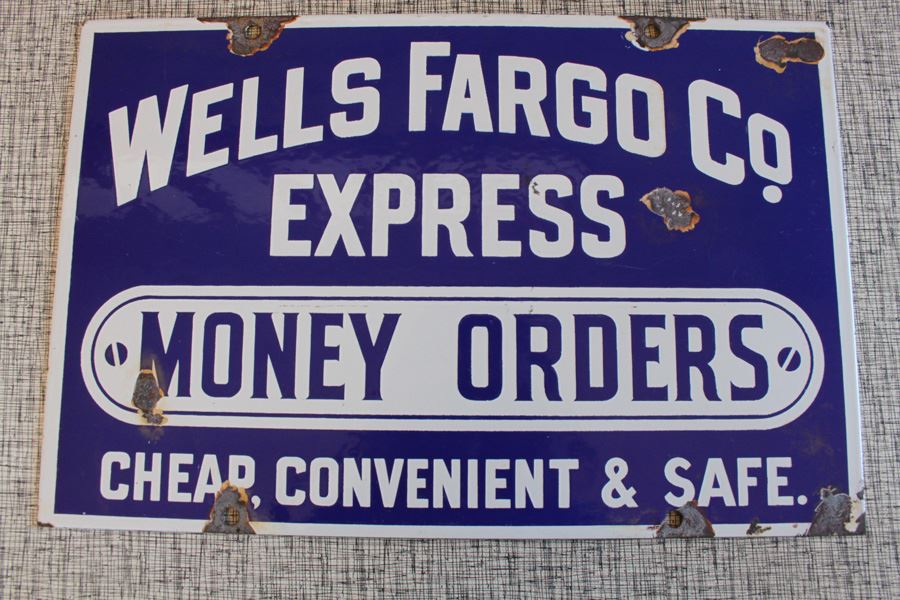 WELLS FARGO Co.
EXPRESS
MONEY ORDERS
CHEAP, CONVENIENT & SAFE.